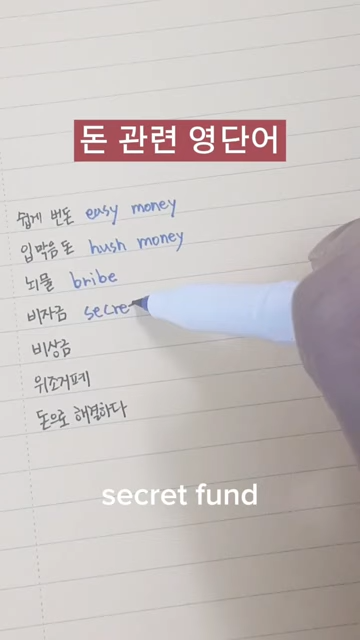 돈 관련 영단어
쉽게 번돈 easy money
입막음 돈 hush money
뇌물 bribe
비자금 secre
비상금
위조지폐
돈으로 해결하다
secret fund